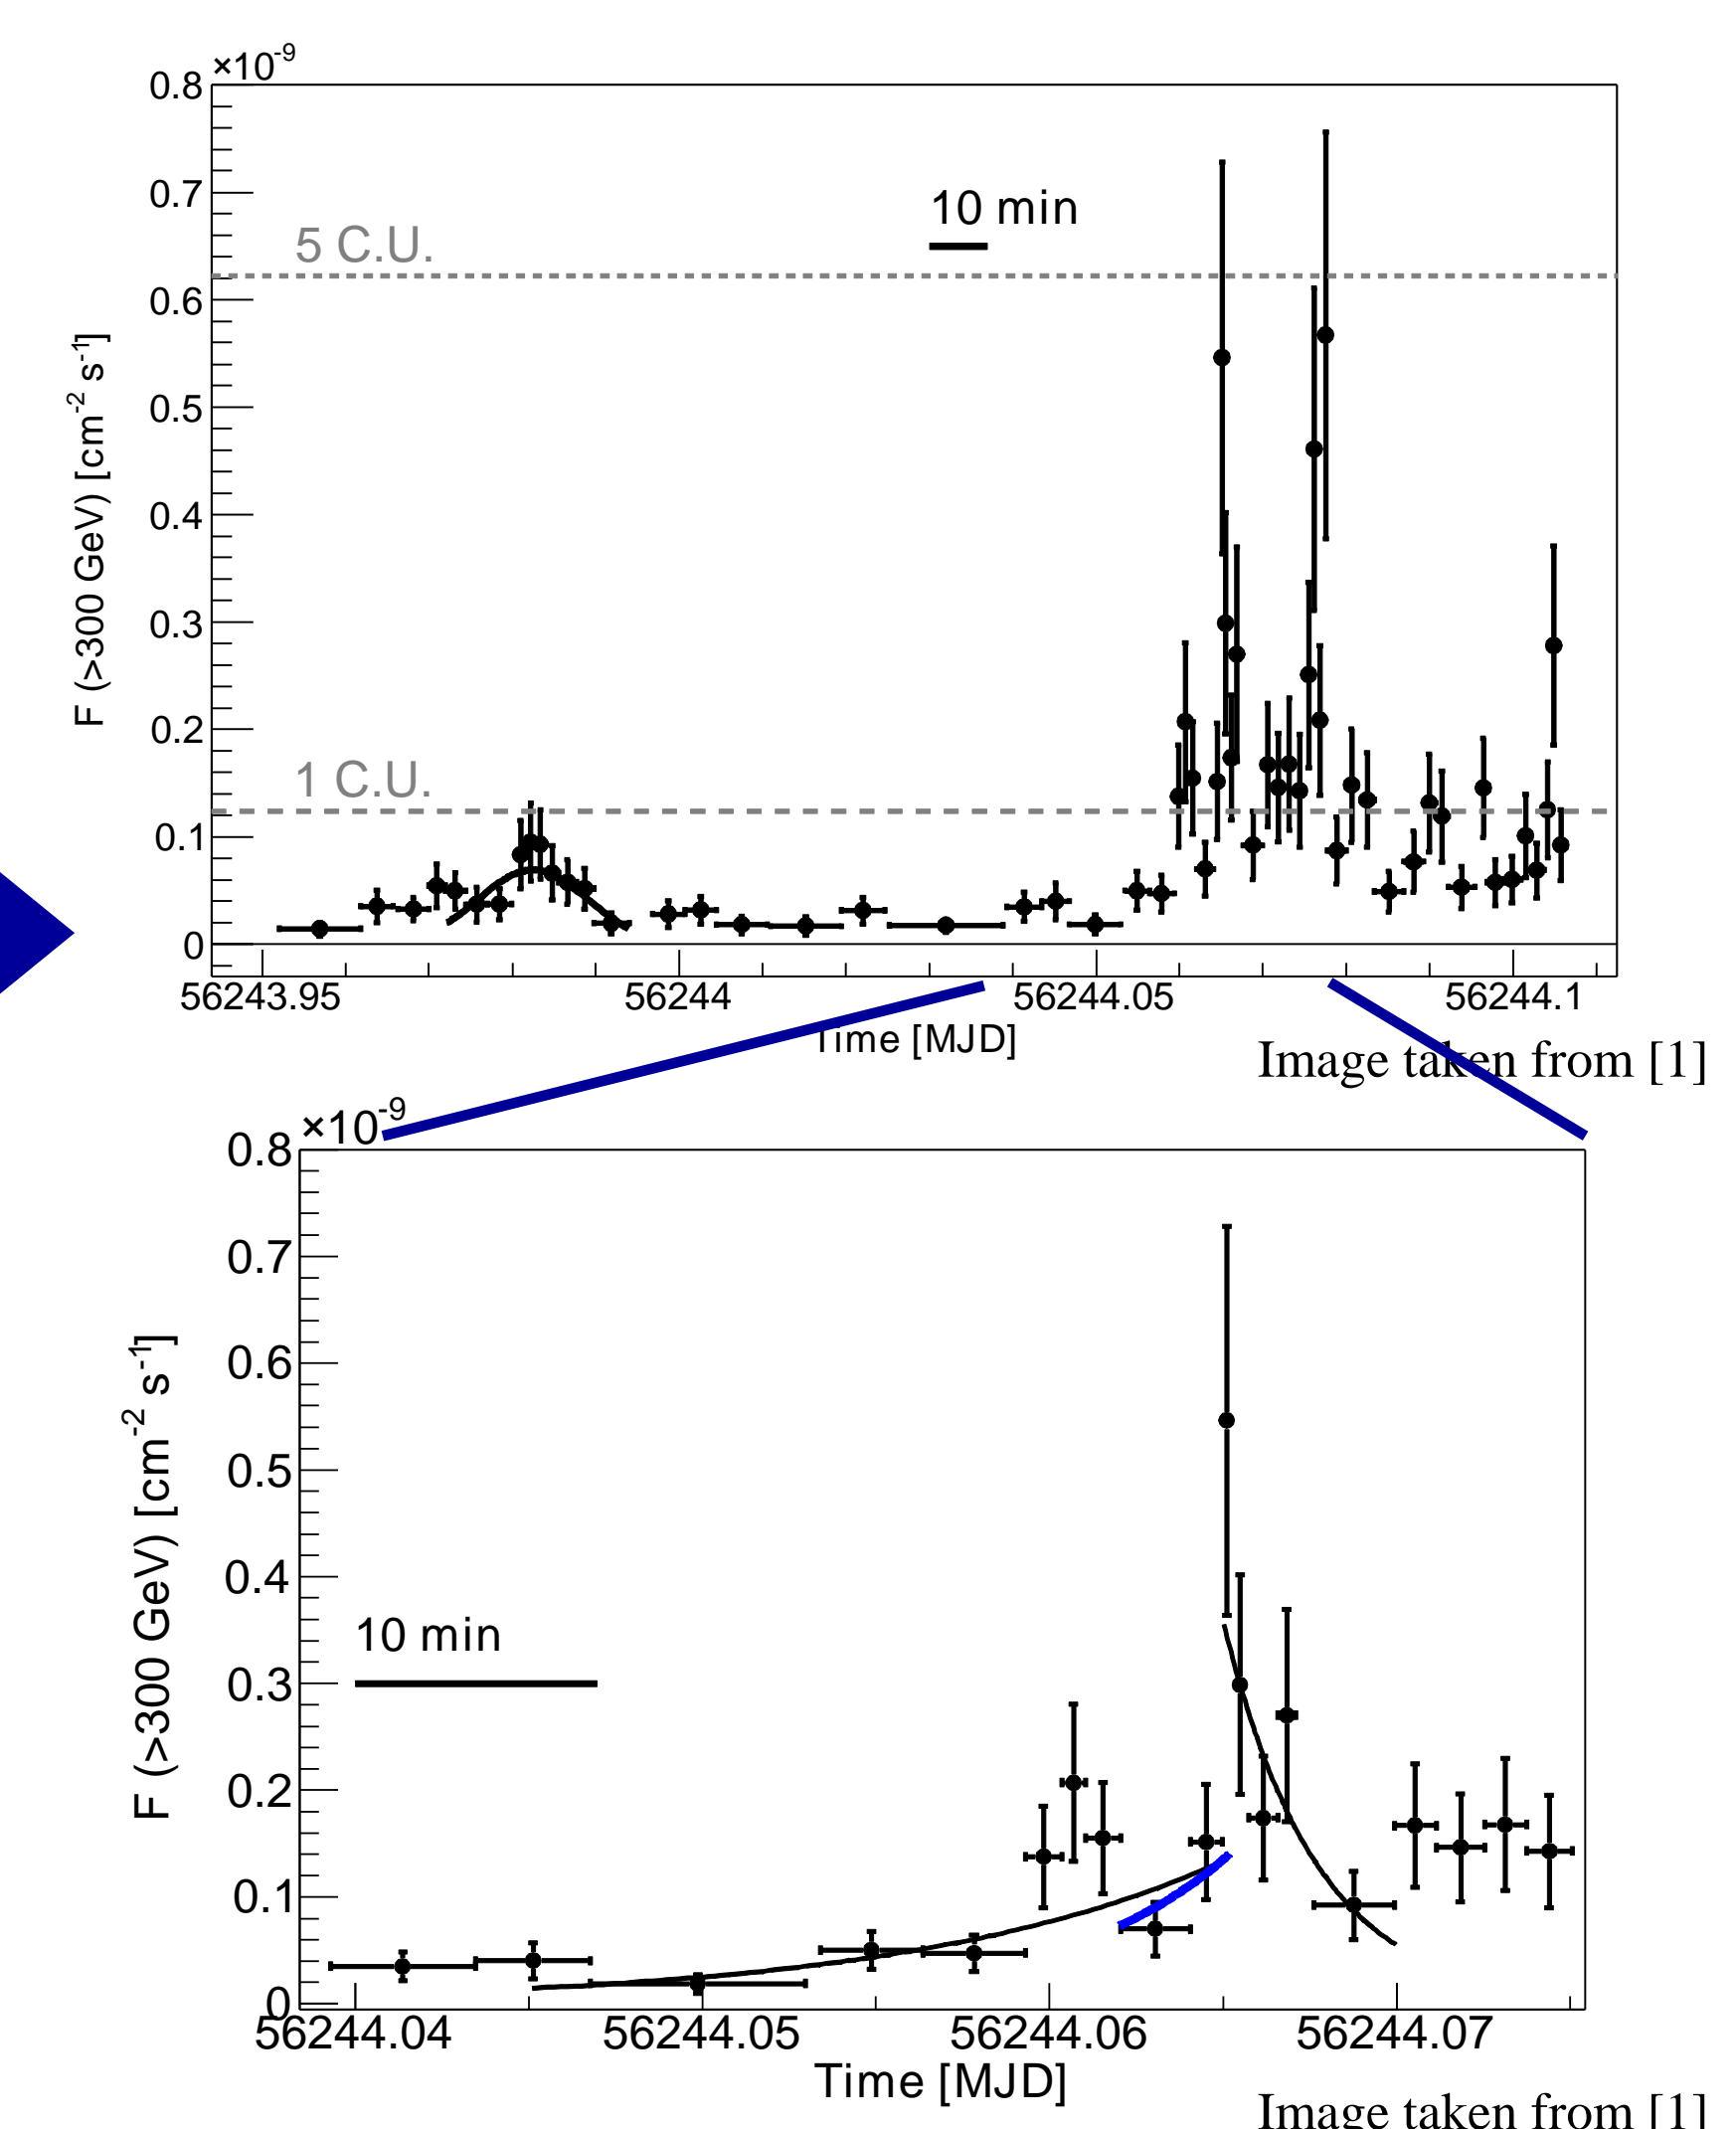 ×10-9
0.8
0.7
10 min
5 C.U.
0.6
0.5
0.4
0.3
0.2
1 C.U.
0.1
0
F (>300 GeV) [cm-2 s-1]
56243.95 56244 56244.05 56244.1
Time [MJD]
Image taken from [1]
×10-9
0.8
0.7
0.6
0.5
0.4
10 min
0.3
0.2
0.1
0
F (>300 GeV) [cm-2 s-1]
56244.04 56244.05 56244.06 56244.07
Time [MJD]
Image taken from [1]